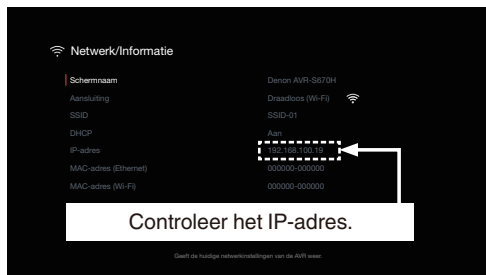 Netwerk/Informatie
Schermnaam Denon AVR-S670H
Aansluiting Draadloos (Wi-Fi)
SSID SSID-01
DHCP Aan
IP-adres 192.168.100.19
MAC-adres (Ethernet) 000000-000000
MAC-adres (Wi-Fi) 000000-000000
Controleer het IP-adres.
Geeft de huidige netwerkinstellingen van de AVR weer.